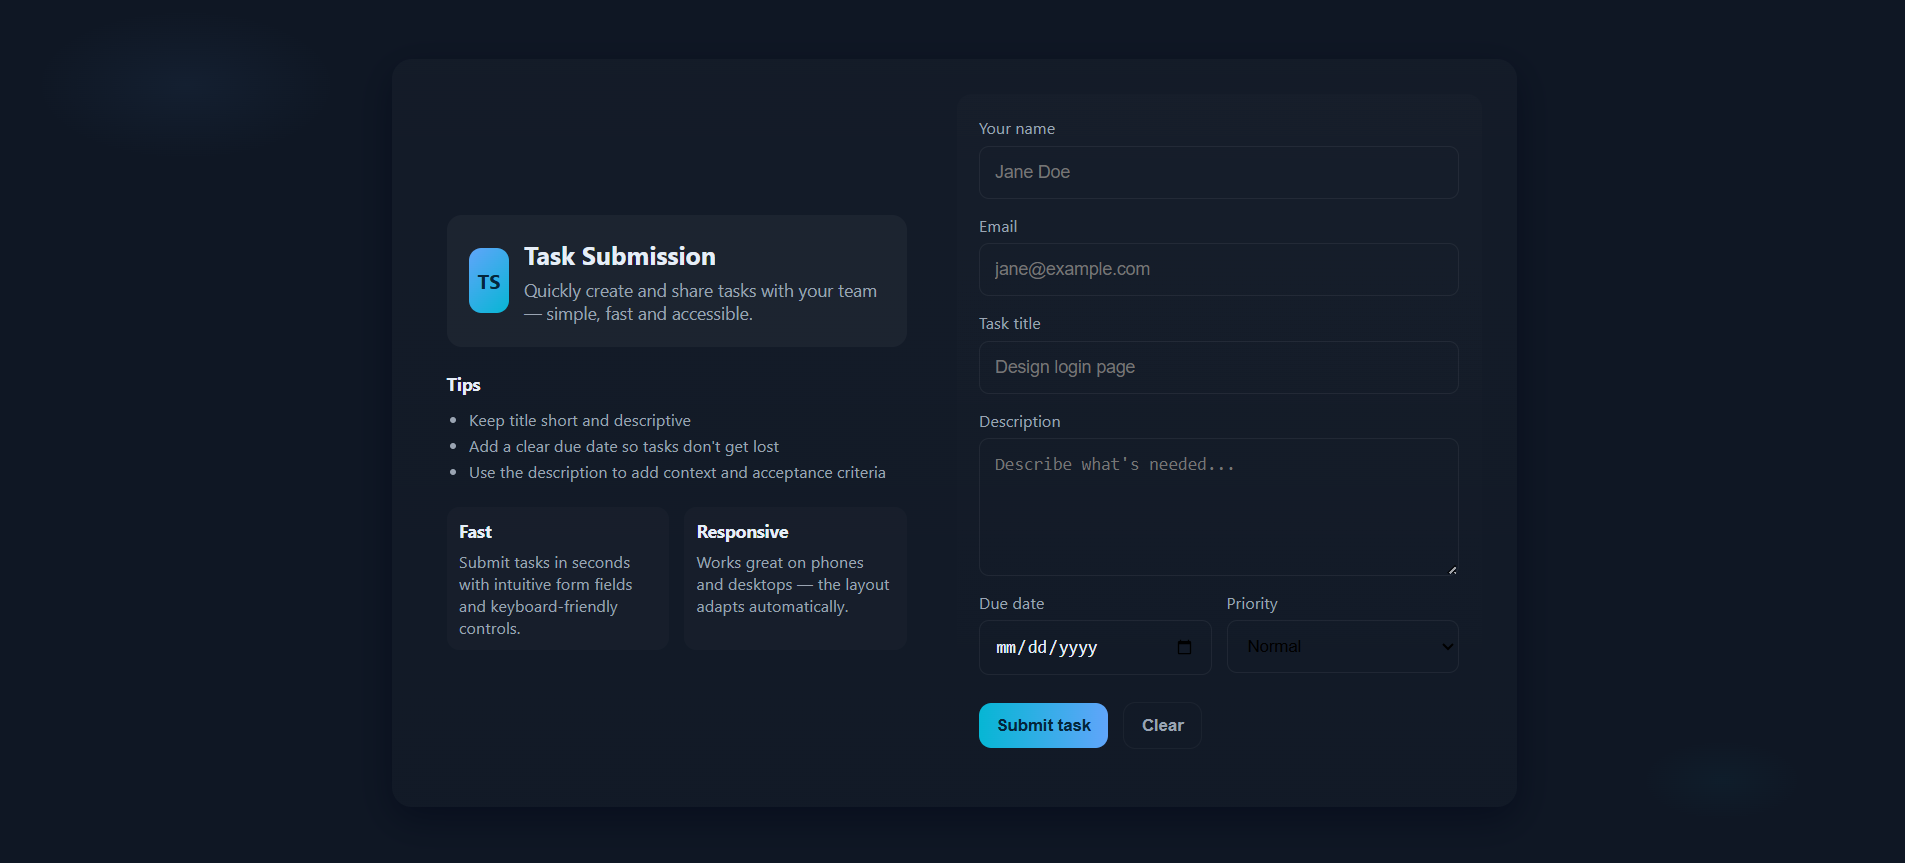 TS
Task Submission
Quickly create and share tasks with your team
— simple, fast and accessible.
Tips
• Keep title short and descriptive
• Add a clear due date so tasks don't get lost
• Use the description to add context and acceptance criteria
Fast
Submit tasks in seconds
with intuitive form fields
and keyboard-friendly
controls.
Responsive
Works great on phones
and desktops — the layout
adapts automatically.
Your name
Jane Doe
Email
jane@example.com
Task title
Design login page
Description
Describe what's needed...
Due date
mm/dd/yyyy
Priority
Normal
Submit task
Clear